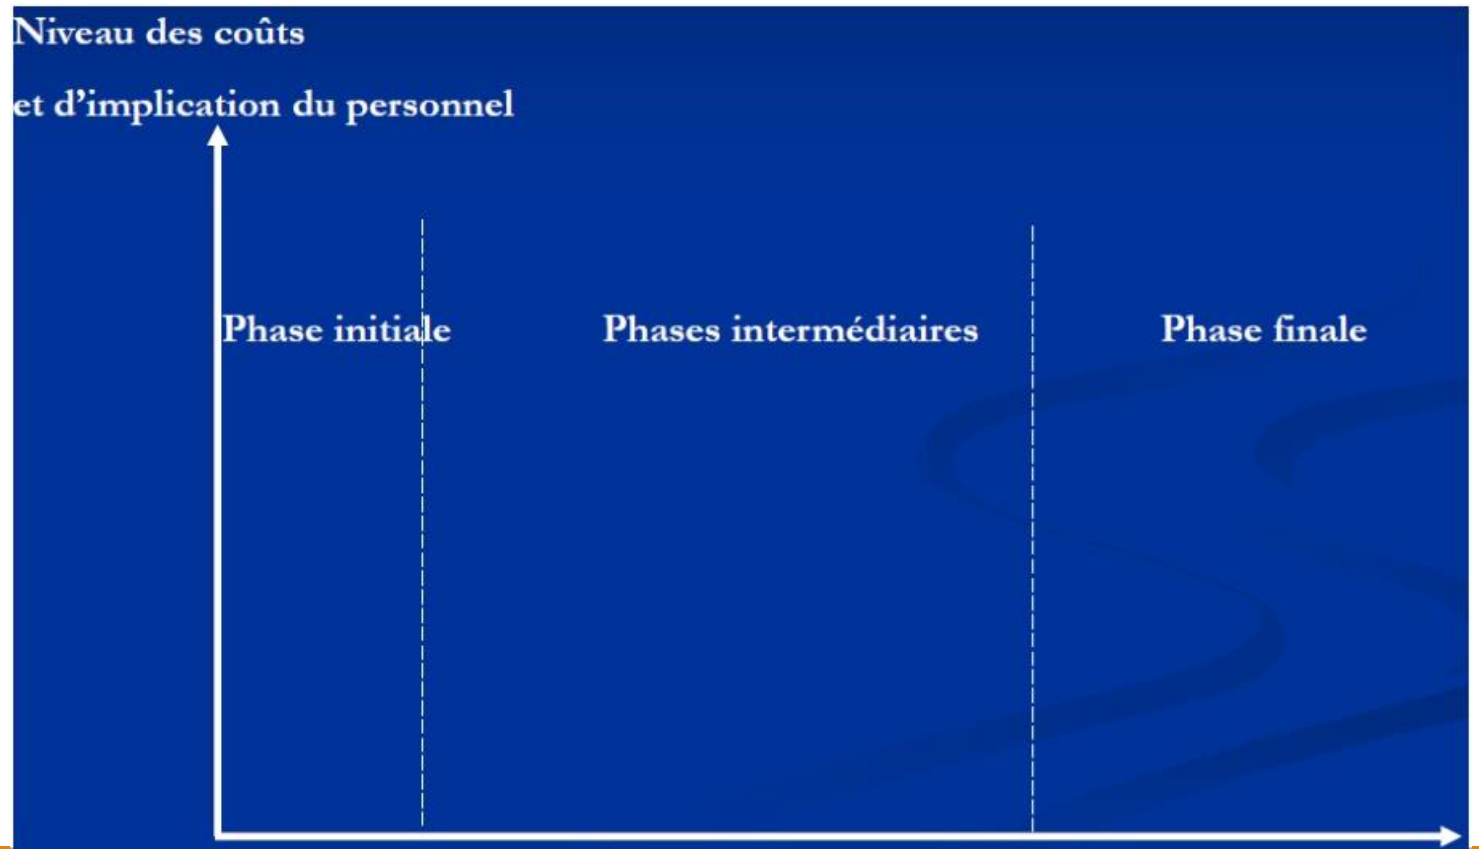 Niveau des coûts
et d'implication du personnel
Phase initiale Phases intermédiaires Phase finale